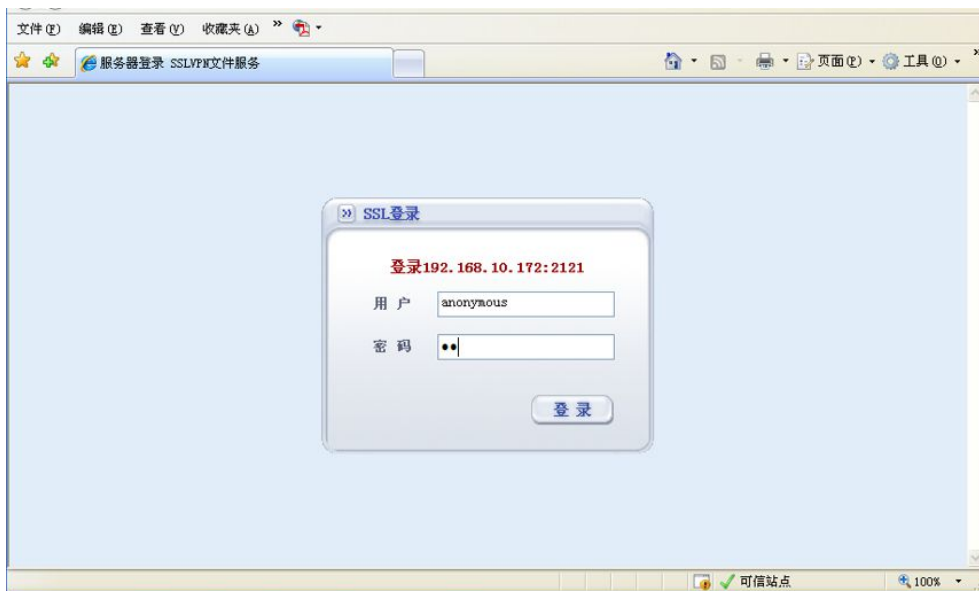 文件(F) 编辑(E) 查看(V) 收藏夹(A) »
服务器登录 SSLVPN文件服务 页面(P) 工具(O) »
SSL登录
登录192.168.10.172:2121
用 户 anonymous
密 码 ••
登 录
可信站点 100%